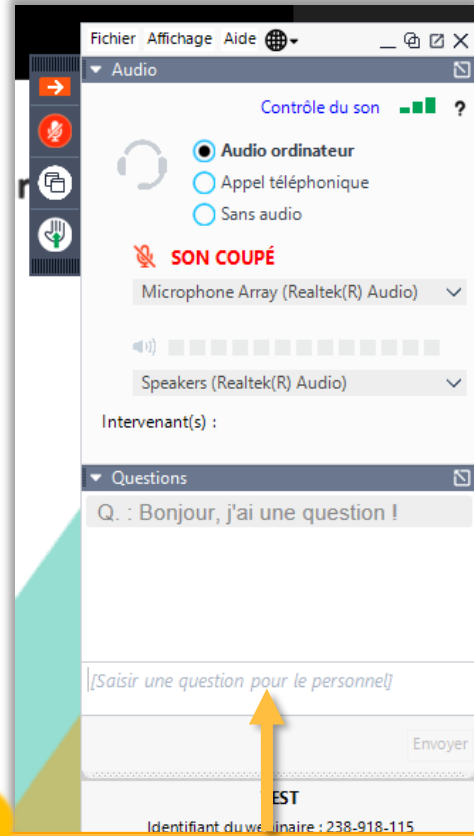 Fichier Affichage Aide
Audio
Contrôle du son ?
Audio ordinateur
Appel téléphonique
Sans audio
SON COUPÉ
Microphone Array (Realtek(R) Audio)
Speakers (Realtek(R) Audio)
Intervenant(s) :
Questions
Q. : Bonjour, j'ai une question !
[Saisir une question pour le personnel]
Envoyer
Identifiant du webinaire : 238-918-115